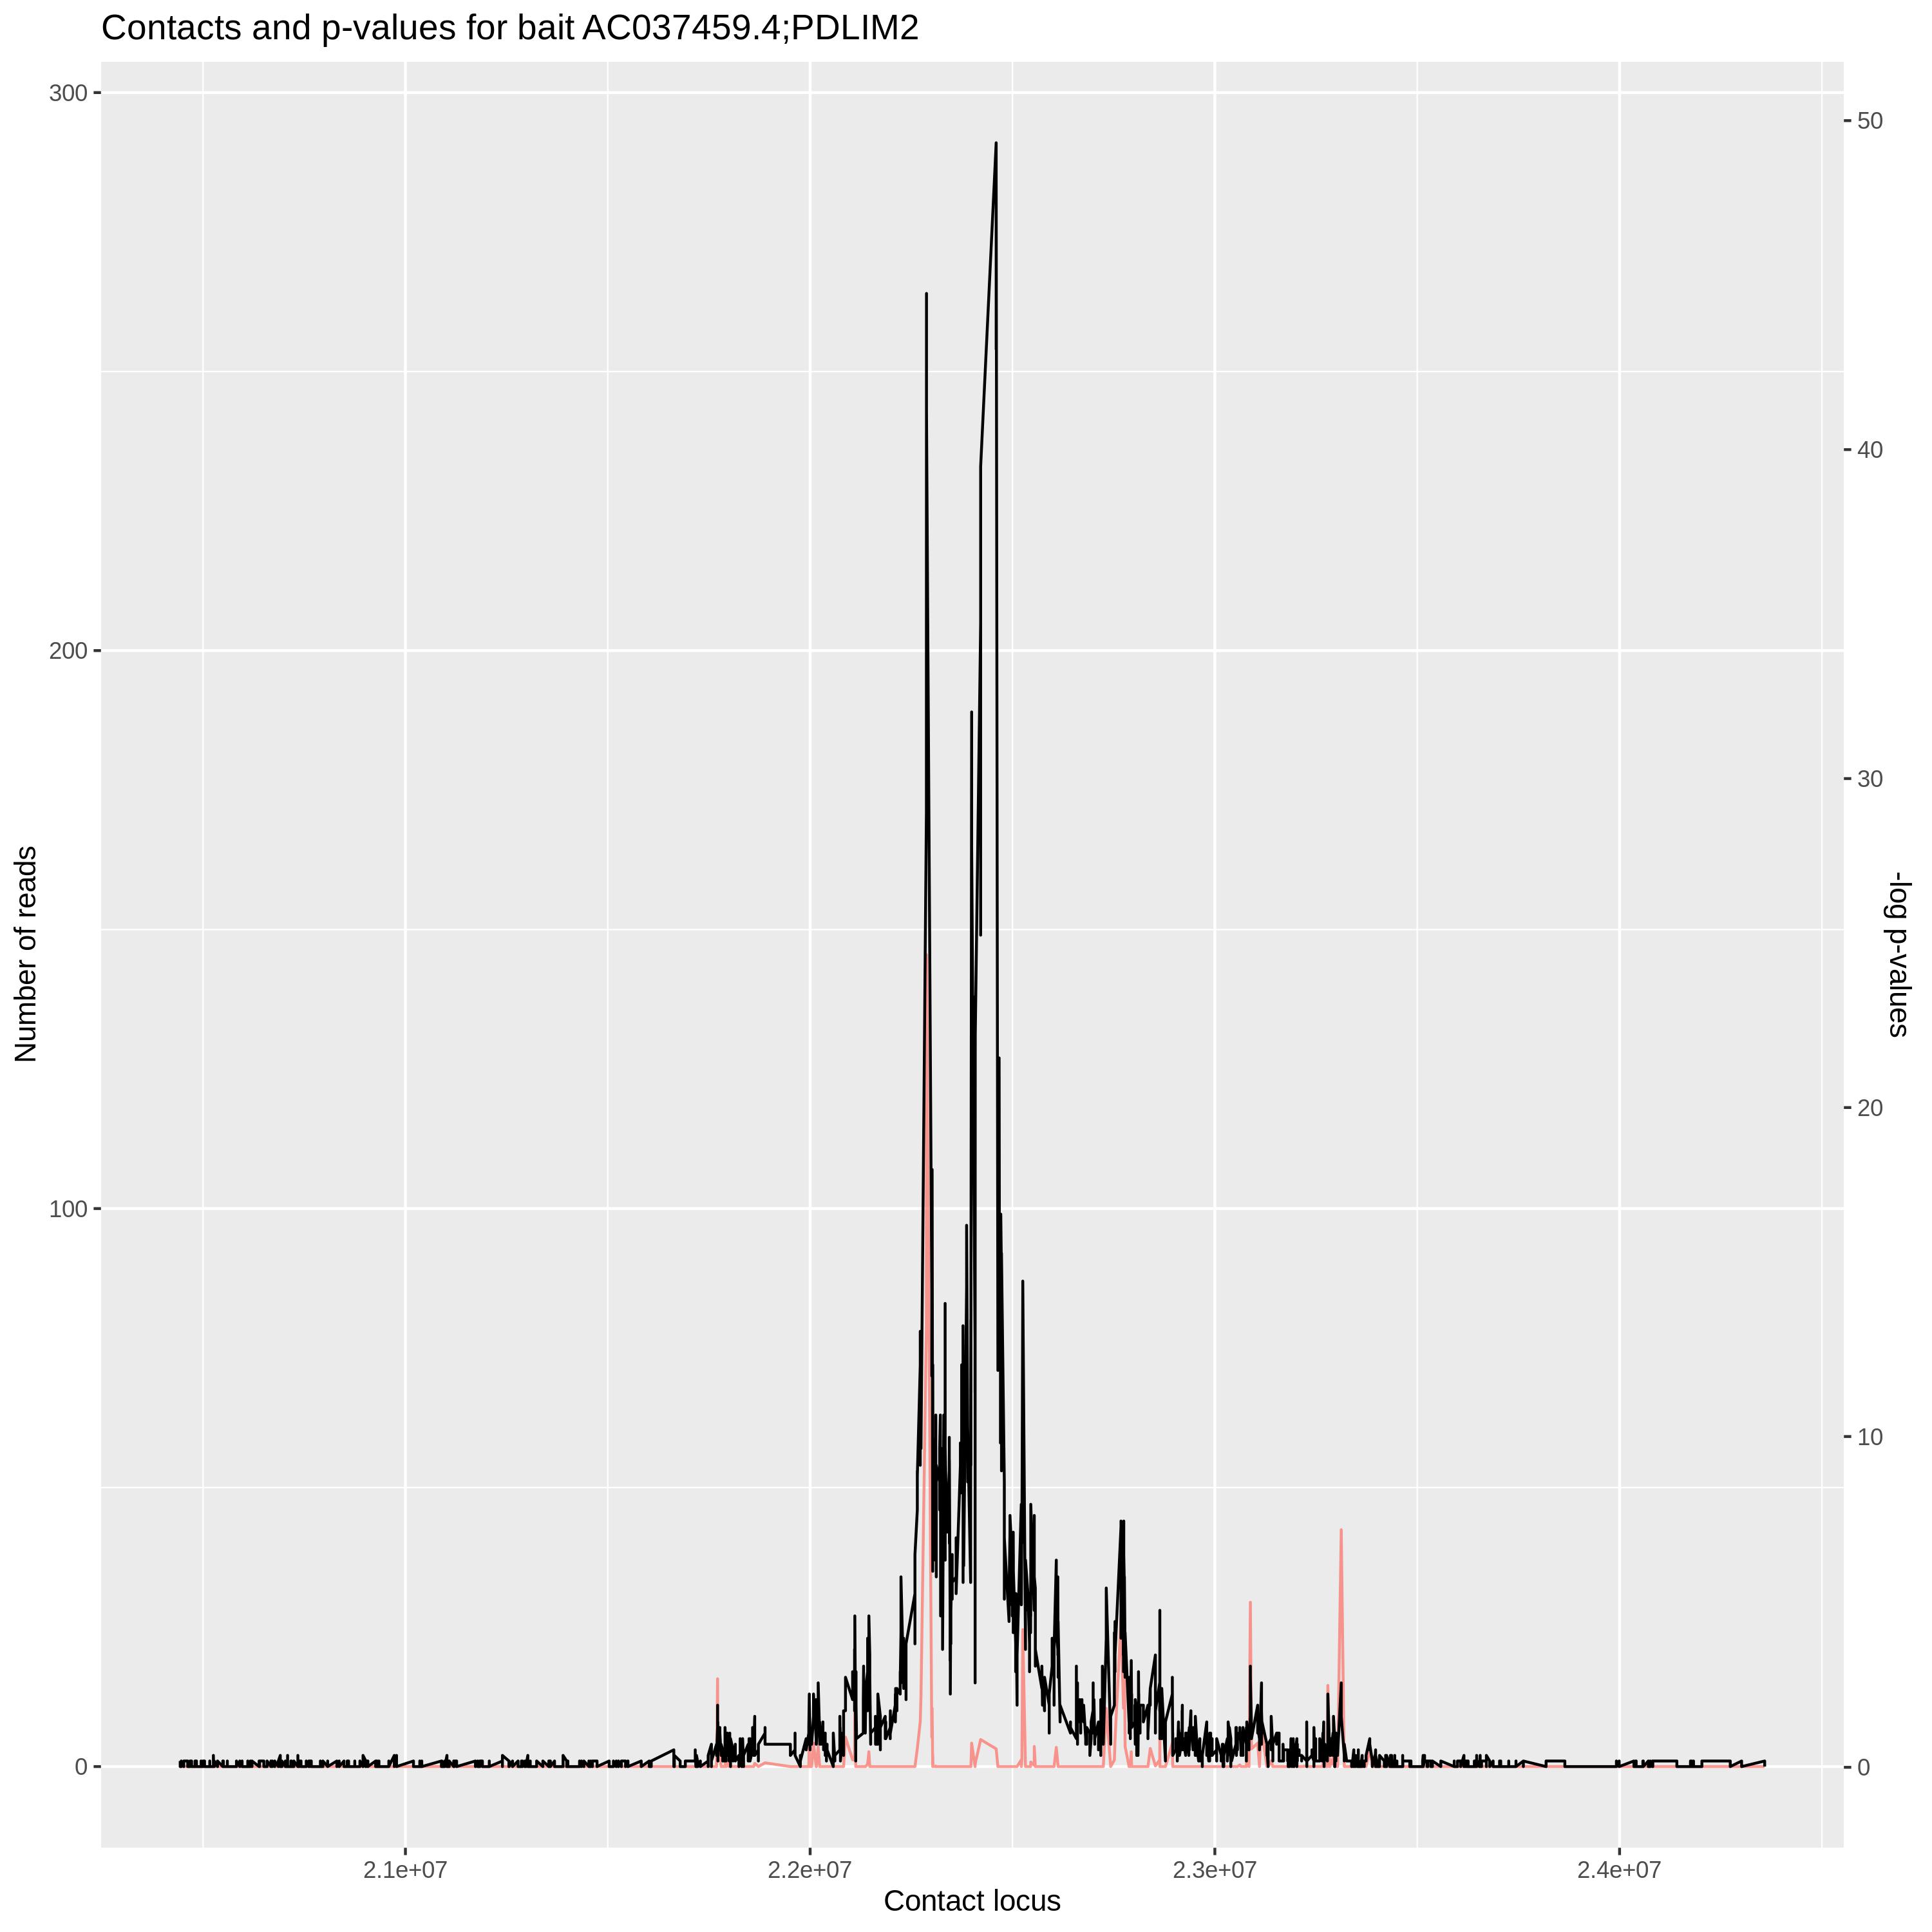 Contacts and p-values for bait AC037459.4;PDLIM2
300
200
100
0
Number of reads
50
40
30
20
10
0
-log p-values
2.1e+07
2.2e+07
2.3e+07
2.4e+07
Contact locus